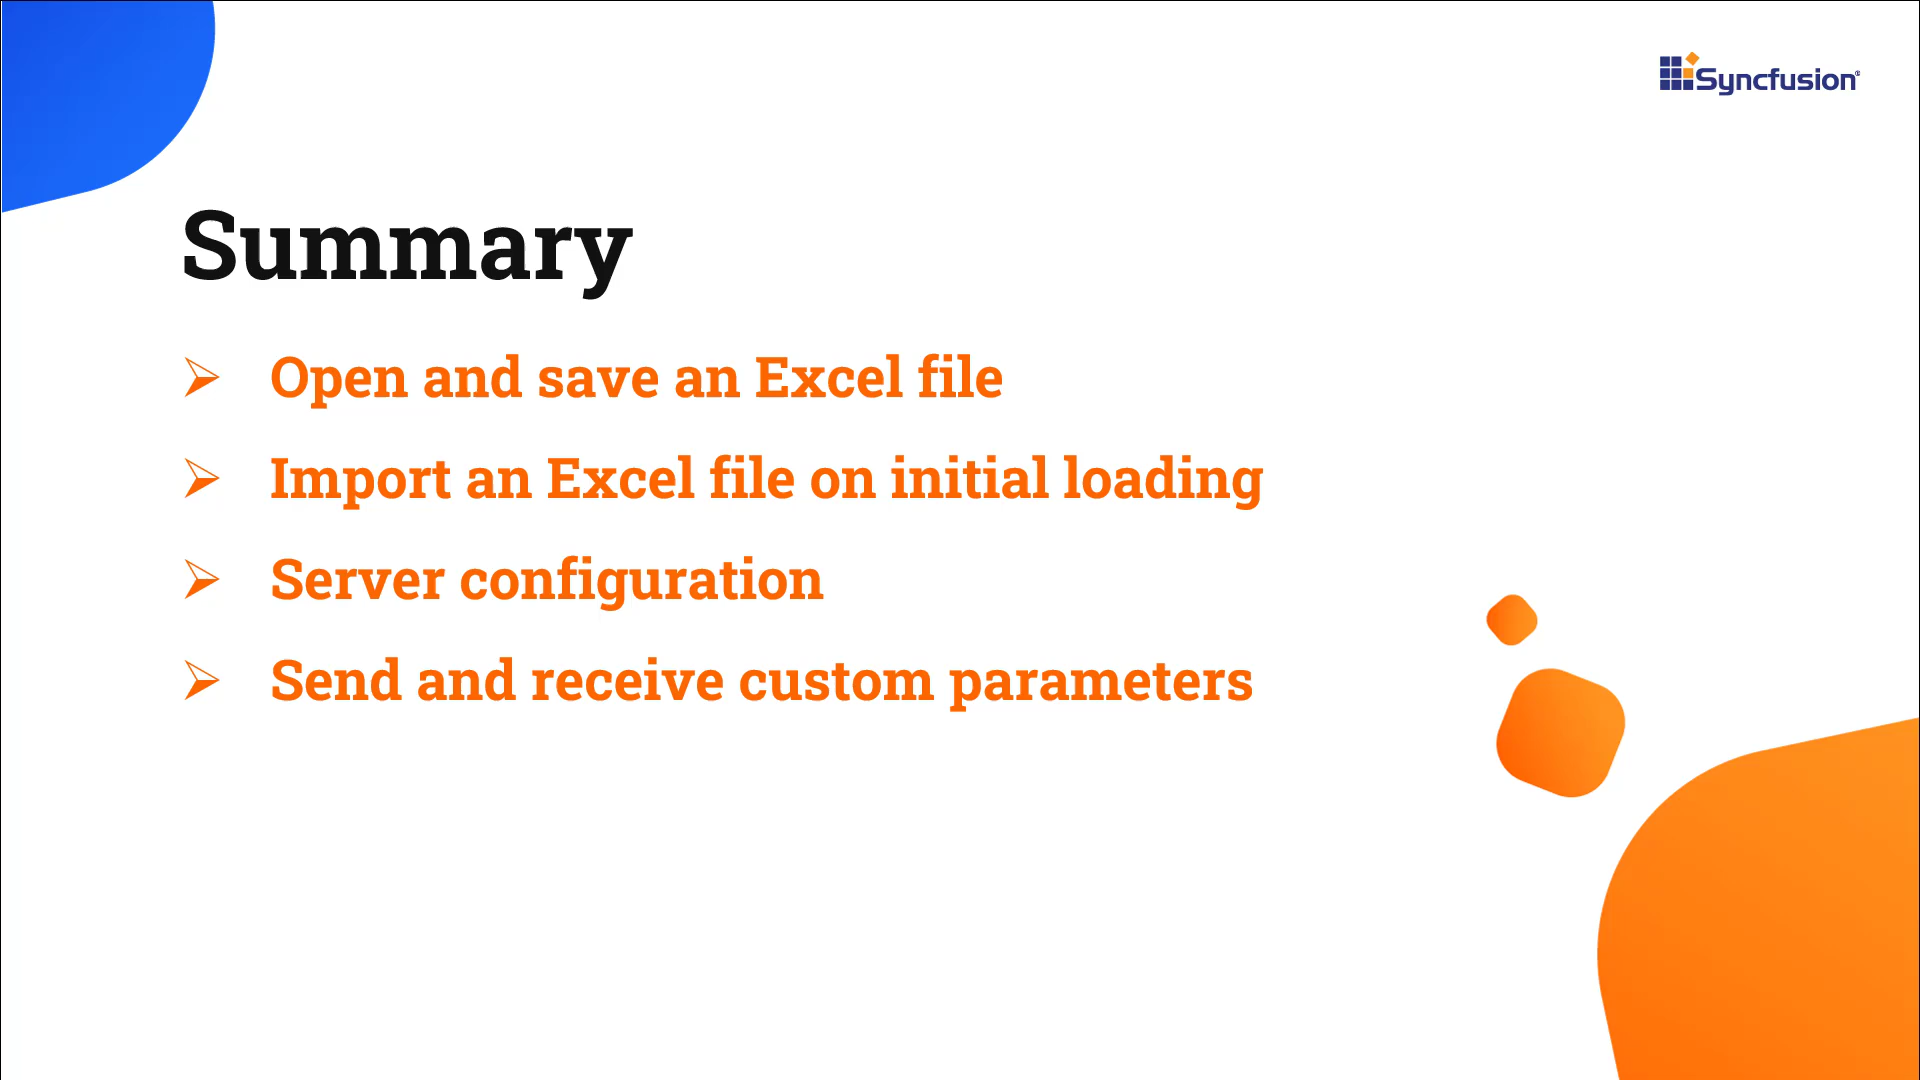 Syncfusion®
Summary
➢ Open and save an Excel file
➢ Import an Excel file on initial loading
➢ Server configuration
➢ Send and receive custom parameters